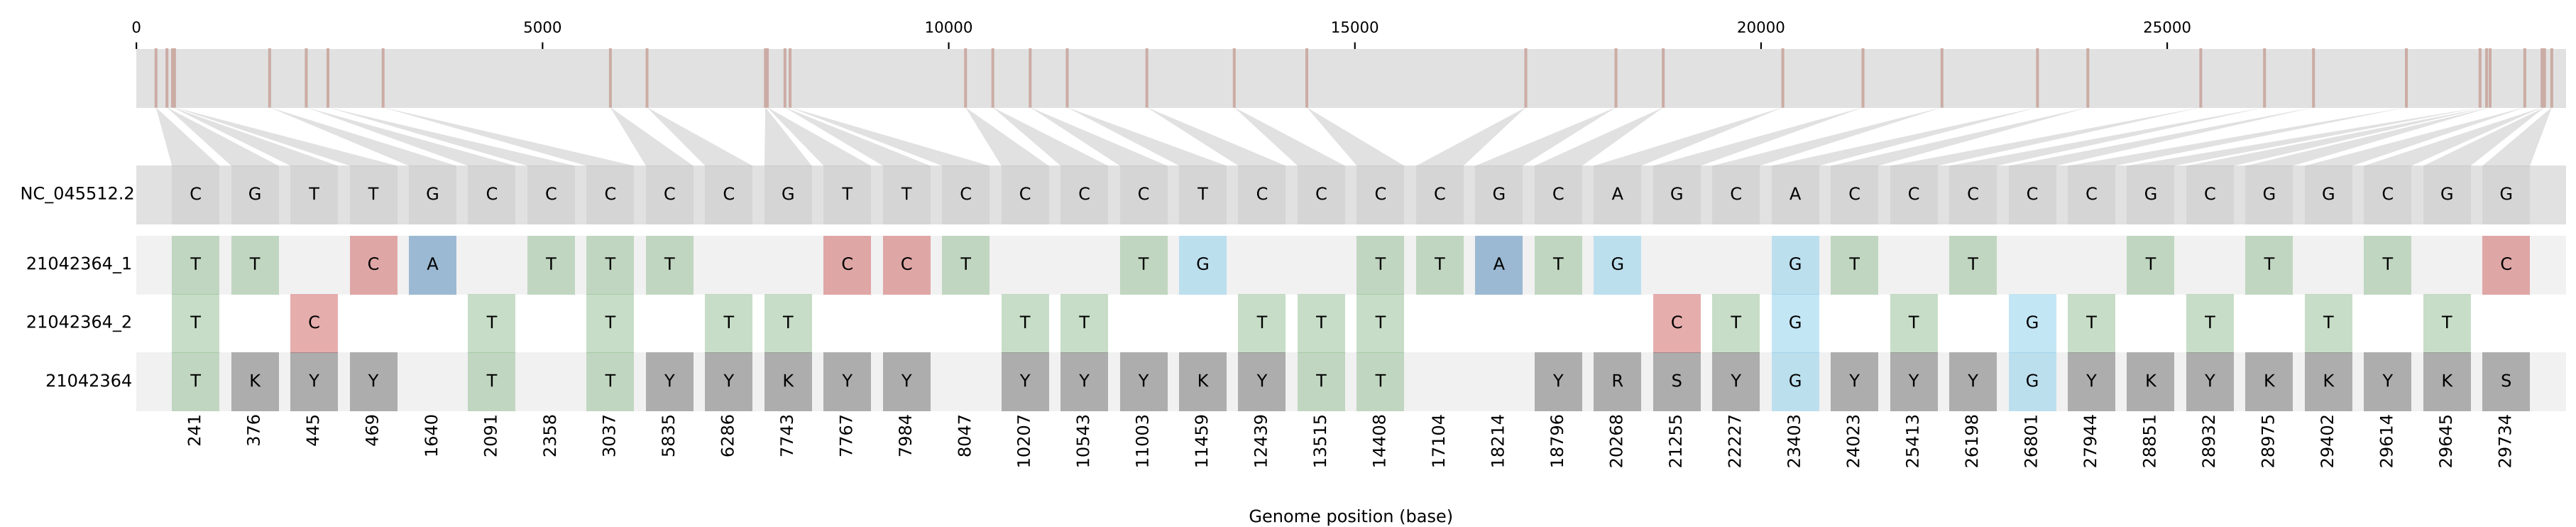 0 5000 10000 15000 20000 25000
NC_045512.2 C G T T G C C C C C G T T C C C C T C C C C G C A G C A C C C C G C G G C G G
21042364_1 T T C A T T T C C T T G T T A T G G T T T T T C
21042364_2 T C T T T T T T T T T C T G T G T T T T
21042364 T K Y Y T T Y Y K Y Y Y Y Y K Y T T Y R S Y G Y Y Y G Y K Y K K Y K S
241 376 445 469 1640 2091 2358 3037 5835 6286 7743 7767 7984 8047 10207 10543 11003 11459 12439 13515 14408 17104 18214 18796 20268 21255 22227 23403 24023 25413 26198 26801 27944 28851 28932 28975 29402 29614 29645 29734
Genome position (base)